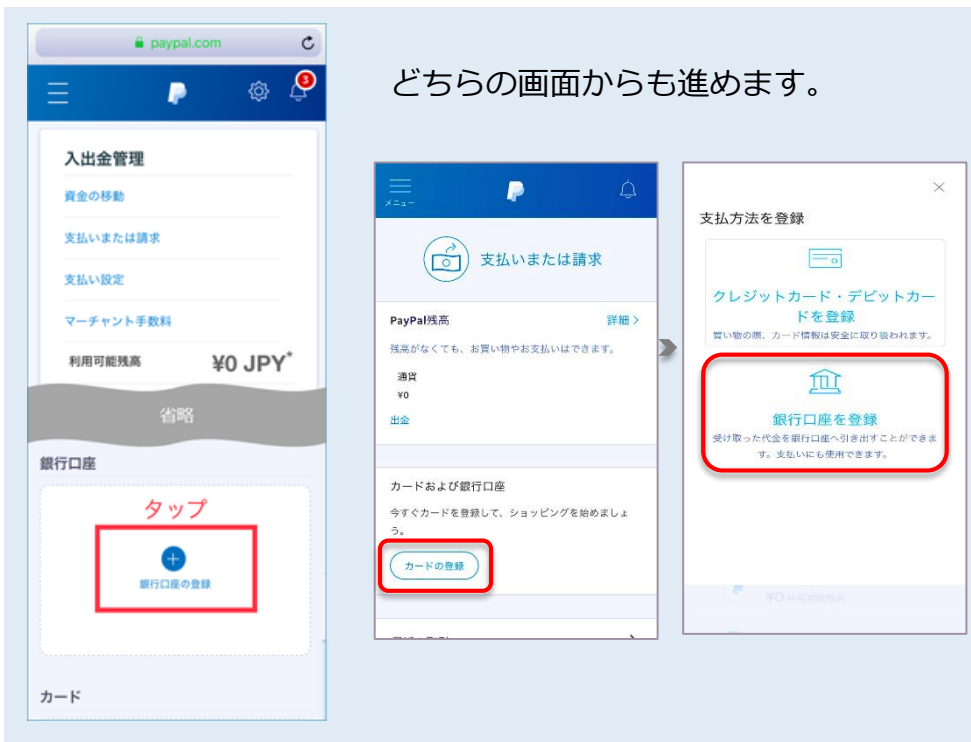 paypal.com
3
どちらの画面からも進めます。
入出金管理
資金の移動
支払いまたは請求
支払い設定
マーチャント手数料
利用可能残高 ¥0 JPY*
省略
銀行口座
タップ
銀行口座の登録
カード
メニュー
支払いまたは請求
PayPal残高 詳細 >
残高がなくても、お買い物やお支払いはできます。
通貨
¥0
出金
カードおよび銀行口座
今すぐカードを登録して、ショッピングを始めましょ
う。
カードの登録
支払方法を登録
クレジットカード・デビットカー
ドを登録
買い物の際、カード情報は安全に取り扱われます。
銀行口座を登録
受け取った代金を銀行口座へ引き出すことができま
す。支払いにも使用できます。
¥0